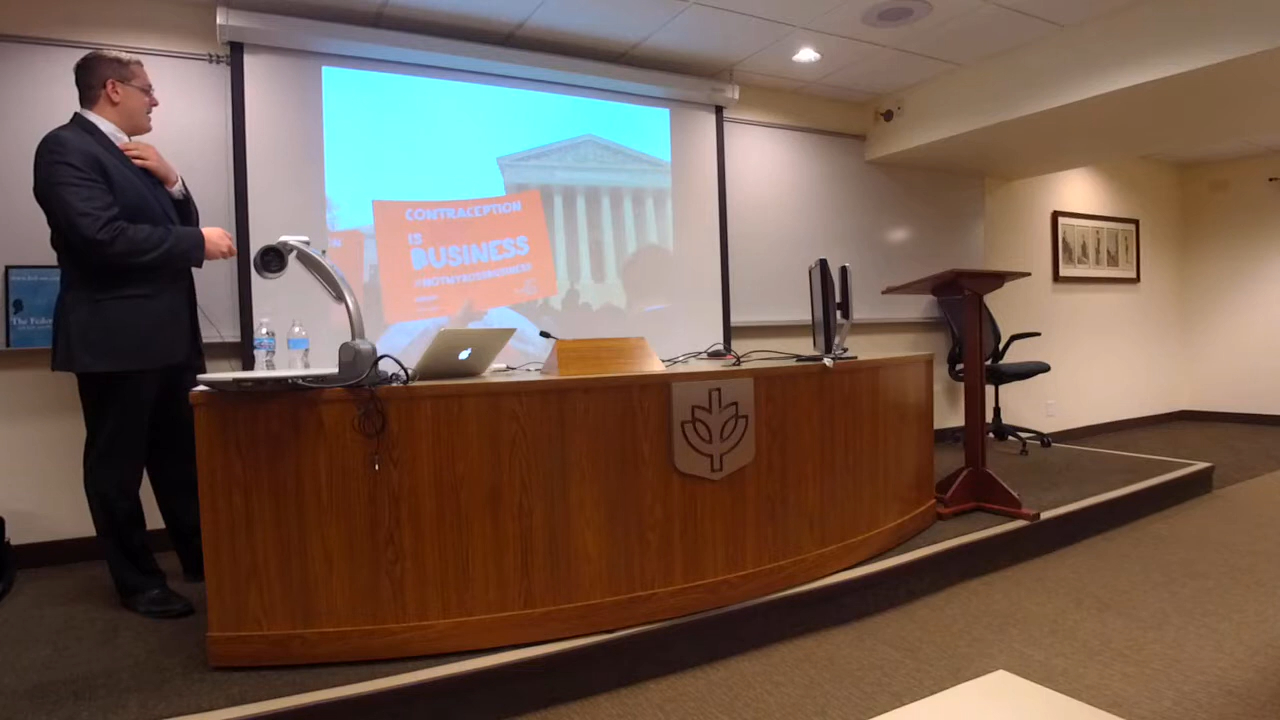 CONTRACEPTION
IS
BUSINESS
#NOTMYBOSSBUSINESS
The Feder